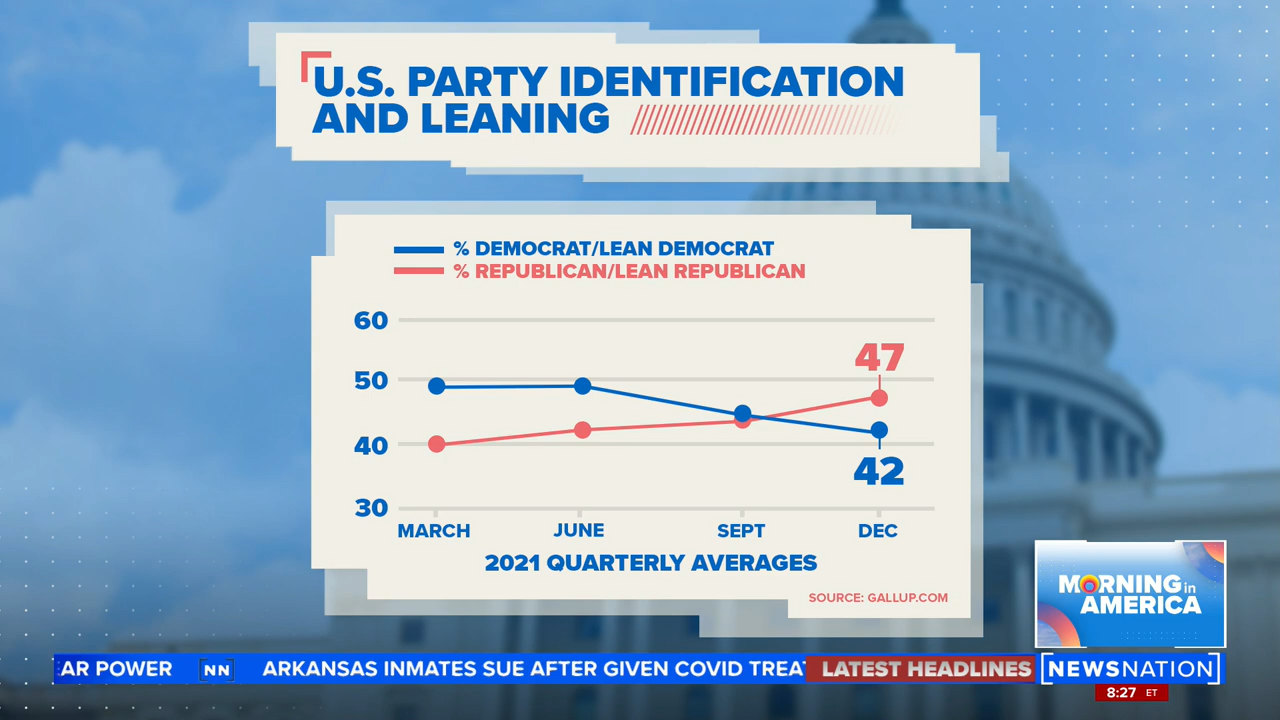 U.S. PARTY IDENTIFICATION
AND LEANING
% DEMOCRAT/LEAN DEMOCRAT
% REPUBLICAN/LEAN REPUBLICAN
60
50
40
30
47
42
MARCH JUNE SEPT DEC
2021 QUARTERLY AVERAGES
SOURCE: GALLUP.COM
MORNING in
AMERICA
AR POWER NN ARKANSAS INMATES SUE AFTER GIVEN COVID TREAT LATEST HEADLINES NEWSNATION
8:27 ET